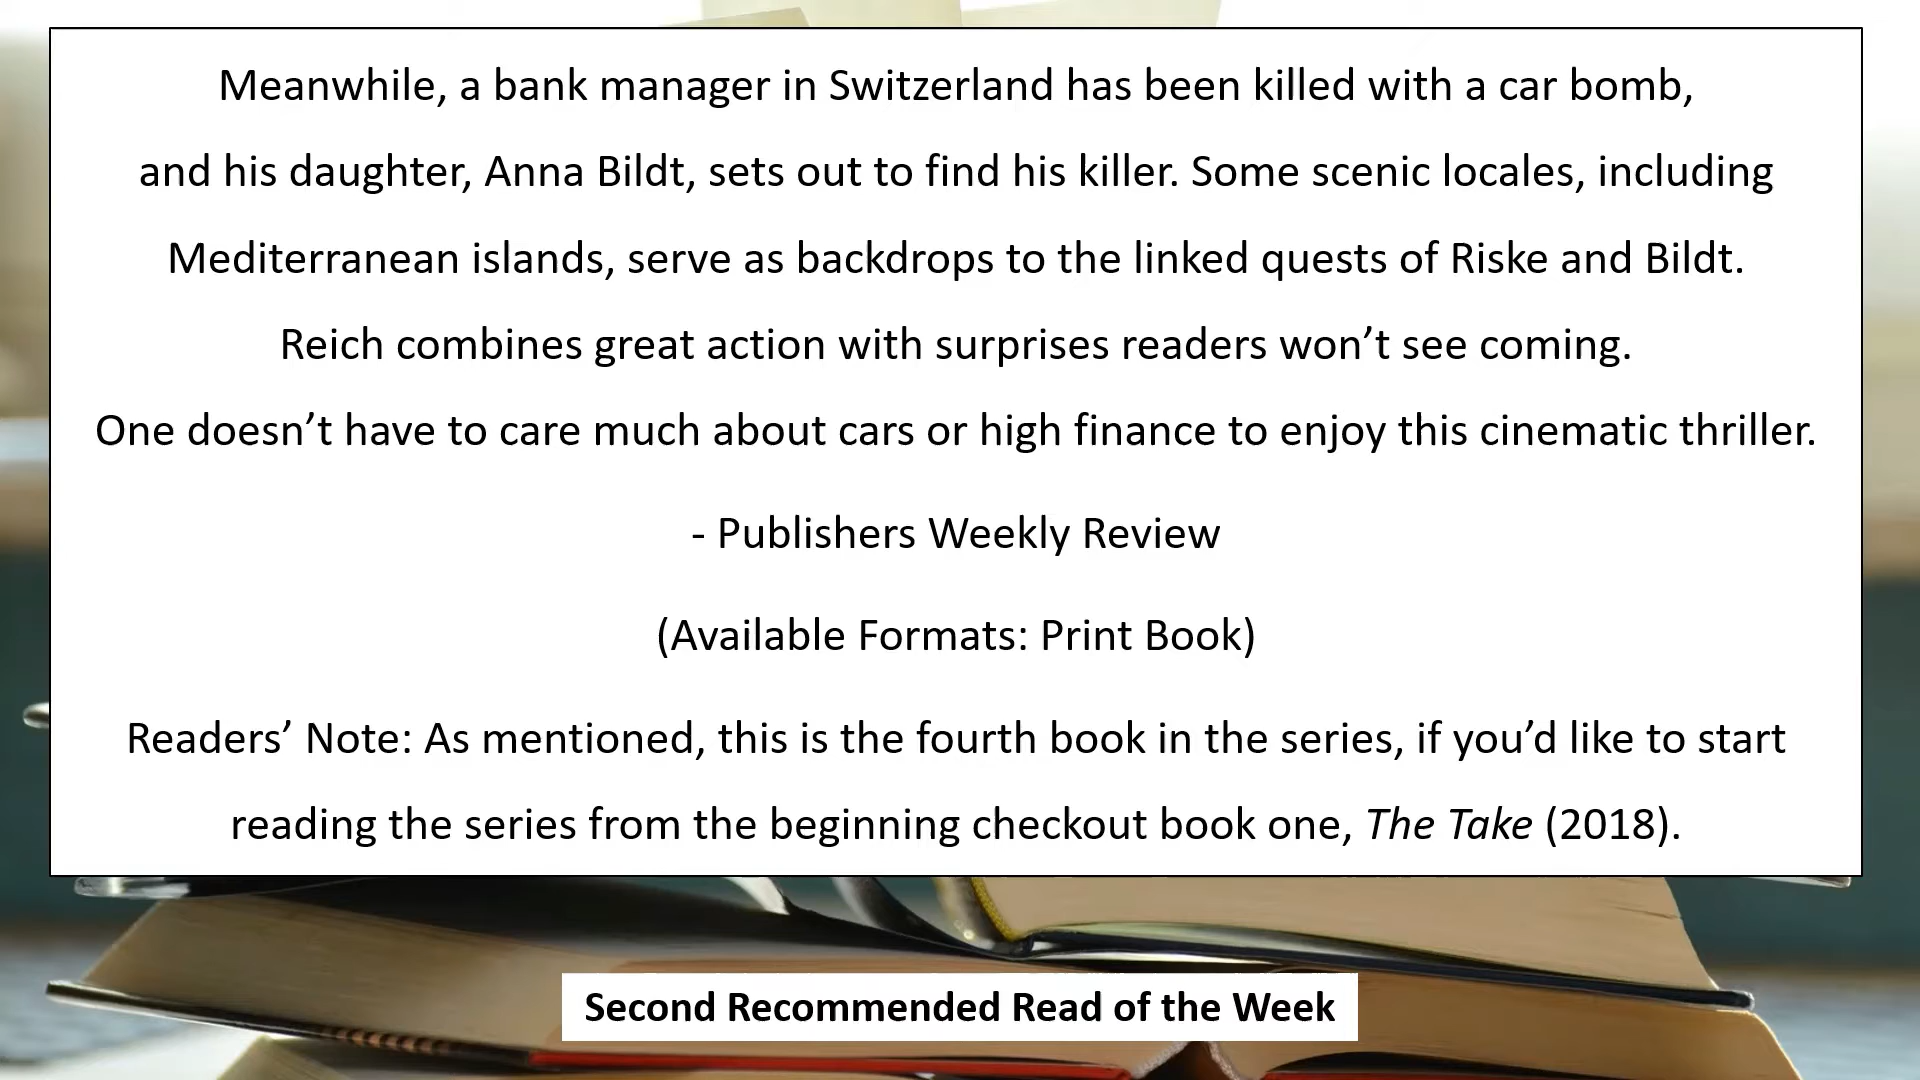 Meanwhile, a bank manager in Switzerland has been killed with a car bomb,
and his daughter, Anna Bildt, sets out to find his killer. Some scenic locales, including
Mediterranean islands, serve as backdrops to the linked quests of Riske and Bildt.
Reich combines great action with surprises readers won’t see coming.
One doesn’t have to care much about cars or high finance to enjoy this cinematic thriller.
- Publishers Weekly Review
(Available Formats: Print Book)
Readers’ Note: As mentioned, this is the fourth book in the series, if you’d like to start
reading the series from the beginning checkout book one, The Take (2018).
Second Recommended Read of the Week